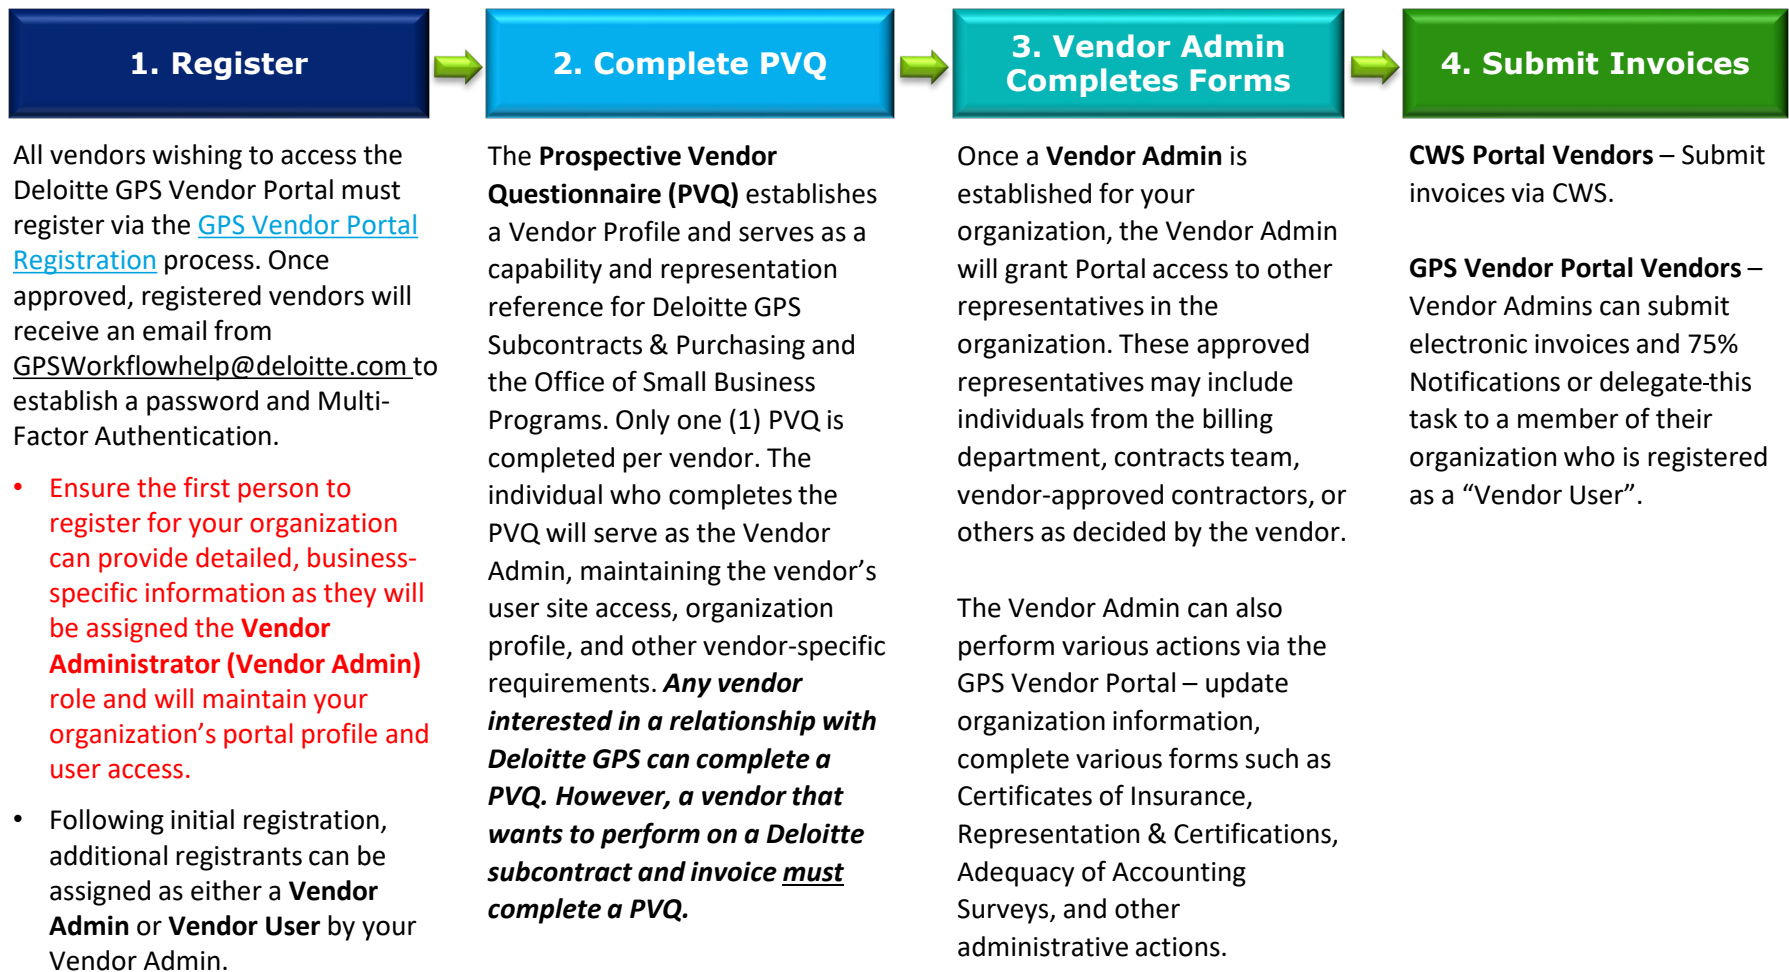 1. Register
All vendors wishing to access the
Deloitte GPS Vendor Portal must
register via the GPS Vendor Portal
Registration process. Once
approved, registered vendors will
receive an email from
GPSWorkflowhelp@deloitte.com to
establish a password and Multi-
Factor Authentication.
• Ensure the first person to
register for your organization
can provide detailed, business-
specific information as they will
be assigned the Vendor
Administrator (Vendor Admin)
role and will maintain your
organization’s portal profile and
user access.
• Following initial registration,
additional registrants can be
assigned as either a Vendor
Admin or Vendor User by your
Vendor Admin.
2. Complete PVQ
The Prospective Vendor
Questionnaire (PVQ) establishes
a Vendor Profile and serves as a
capability and representation
reference for Deloitte GPS
Subcontracts & Purchasing and
the Office of Small Business
Programs. Only one (1) PVQ is
completed per vendor. The
individual who completes the
PVQ will serve as the Vendor
Admin, maintaining the vendor’s
user site access, organization
profile, and other vendor-specific
requirements. Any vendor
interested in a relationship with
Deloitte GPS can complete a
PVQ. However, a vendor that
wants to perform on a Deloitte
subcontract and invoice must
complete a PVQ.
3. Vendor Admin
Completes Forms
Once a Vendor Admin is
established for your
organization, the Vendor Admin
will grant Portal access to other
representatives in the
organization. These approved
representatives may include
individuals from the billing
department, contracts team,
vendor-approved contractors, or
others as decided by the vendor.
The Vendor Admin can also
perform various actions via the
GPS Vendor Portal – update
organization information,
complete various forms such as
Certificates of Insurance,
Representation & Certifications,
Adequacy of Accounting
Surveys, and other
administrative actions.
4. Submit Invoices
CWS Portal Vendors – Submit
invoices via CWS.
GPS Vendor Portal Vendors –
Vendor Admins can submit
electronic invoices and 75%
Notifications or delegate-this
task to a member of their
organization who is registered
as a “Vendor User”.